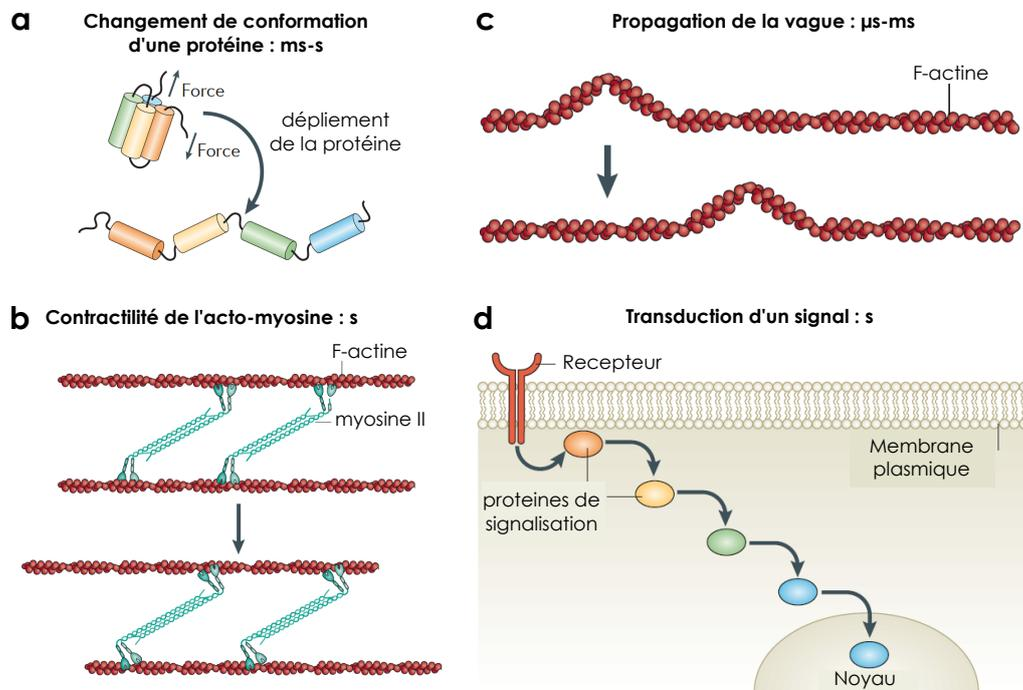 a
Changement de conformation
d'une protéine : ms-s
Force
Force
dépliement
de la protéine
c
Propagation de la vague : µs-ms
F-actine
b
Contractilité de l'acto-myosine : s
F-actine
myosine II
d
Transduction d'un signal : s
Recepteur
Membrane
plasmique
proteines de
signalisation
Noyau